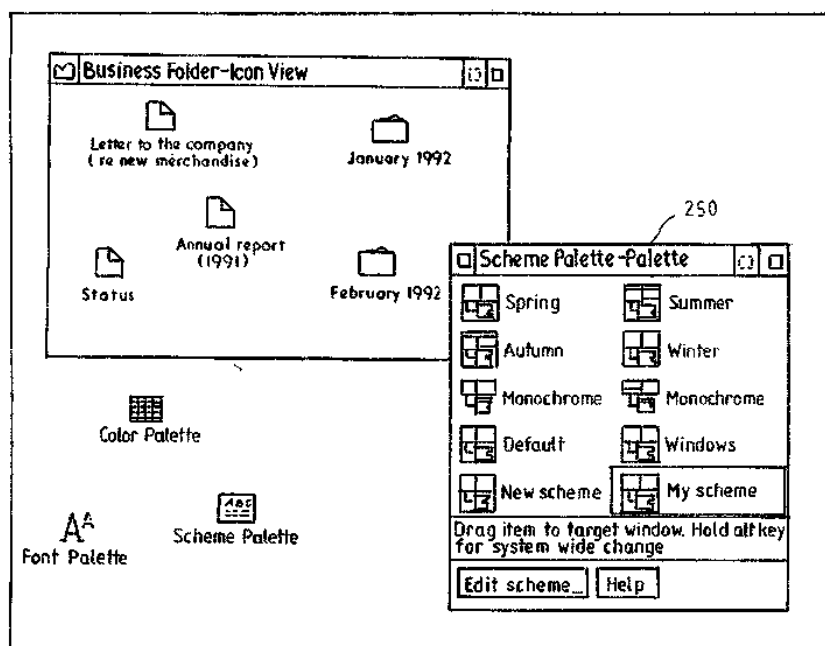 Business Folder-Icon View
Letter to the company
(re new merchandise)
January 1992
Annual report
(1991)
Status
February 1992
250
Scheme Palette-Palette
Spring
Summer
Autumn
Winter
Monochrome
Monochrome
Default
Windows
New scheme
My scheme
Drag item to target window. Hold alt key
for system wide change
Edit scheme...
Help
Color Palette
ABC
Scheme Palette
AA
Font Palette